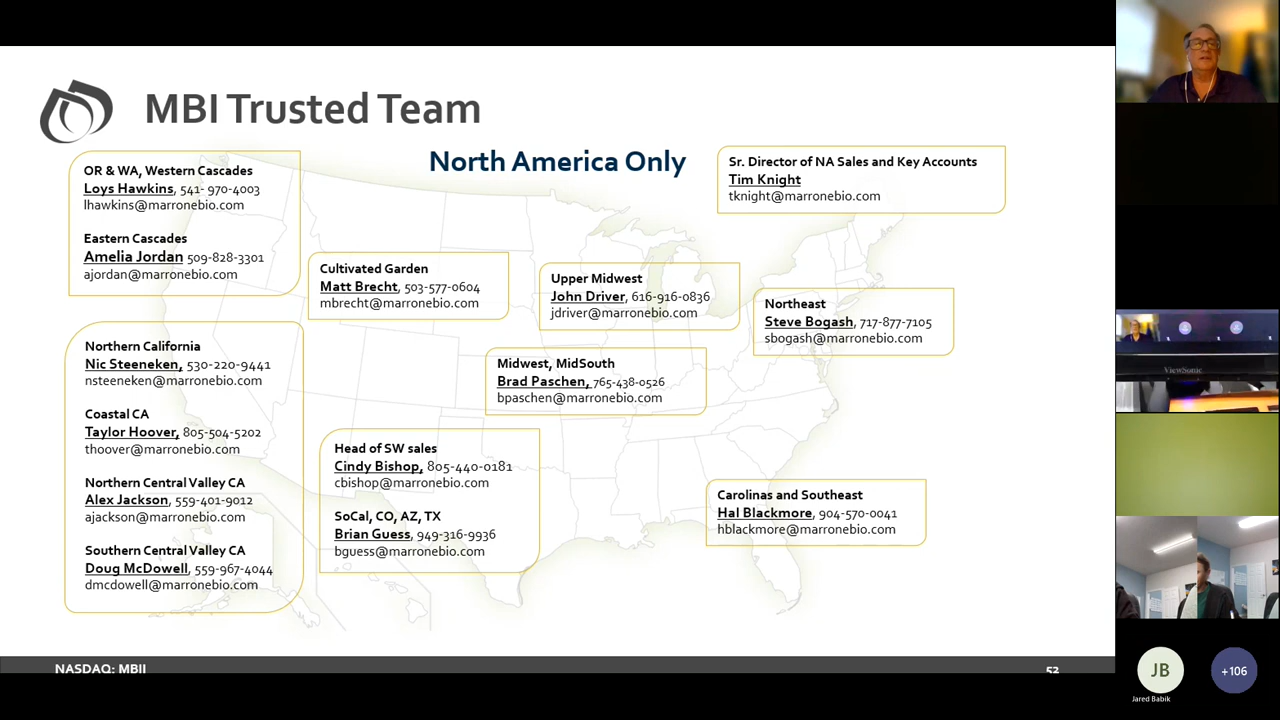 MBI Trusted Team
North America Only
OR & WA, Western Cascades
Loys Hawkins, 541- 970-4003
lhawkins@marronebio.com
Eastern Cascades
Amelia Jordan 509-828-3301
ajordan@marronebio.com
Sr. Director of NA Sales and Key Accounts
Tim Knight
tknight@marronebio.com
Cultivated Garden
Matt Brecht, 503-577-0604
mbrecht@marronebio.com
Upper Midwest
John Driver, 616-916-0836
jdriver@marronebio.com
Northeast
Steve Bogash, 717-877-7105
sbogash@marronebio.com
Northern California
Nic Steeneken, 530-220-9441
nsteeneken@marronebio.com
Coastal CA
Taylor Hoover, 805-504-5202
thoover@marronebio.com
Northern Central Valley CA
Alex Jackson, 559-401-9012
ajackson@marronebio.com
Southern Central Valley CA
Doug McDowell, 559-967-4044
dmcdowell@marronebio.com
Midwest, MidSouth
Brad Paschen, 765-438-0526
bpaschen@marronebio.com
Head of SW sales
Cindy Bishop, 805-440-0181
cbishop@marronebio.com
SoCal, CO, AZ, TX
Brian Guess, 949-316-9936
bguess@marronebio.com
Carolinas and Southeast
Hal Blackmore, 904-570-0041
hblackmore@marronebio.com
NASDAQ: MBII
52
ViewSonic
JB
Jared Babik
+106